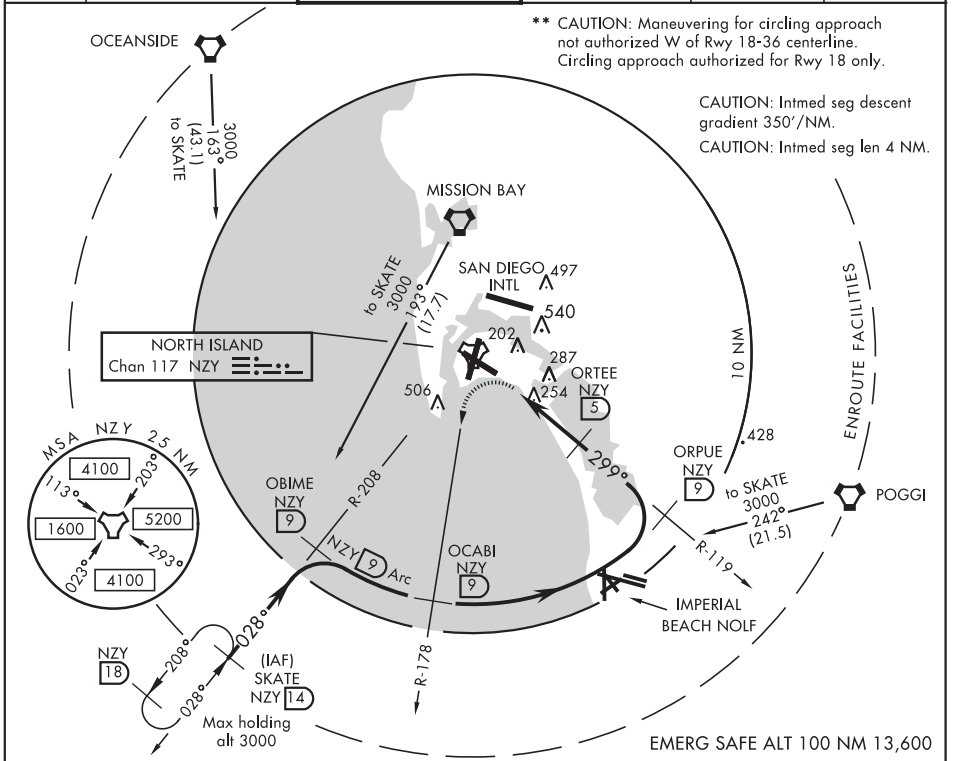 ** CAUTION: Maneuvering for circling approach
not authorized W of Rwy 18-36 centerline.
Circling approach authorized for Rwy 18 only.
OCEANSIDE
CAUTION: Intmed seg descent
gradient 350'/NM.
CAUTION: Intmed seg len 4 NM.
3000
163°
(43.1)
to SKATE
MISSION BAY
to SKATE
3000
193°
(17.7)
SAN DIEGO
INTL
497
540
202
287
254
506
NORTH ISLAND
Chan 117 NZY
ORTEE
NZY
5
10 NM
ENROUTE FACILITIES
428
299°
ORPUE
NZY
9
to SKATE
3000
242°
(21.5)
POGGI
R-119
MSA NZY 25 NM
4100
113°
203°
1600
5200
023°
293°
4100
OBIME
NZY
9
R-208
NZY 9 Arc
OCABI
NZY
9
IMPERIAL
BEACH NOLF
R-178
028°
208°
028°
NZY
18
(IAF)
SKATE
NZY 14
Max holding
alt 3000
EMERG SAFE ALT 100 NM 13,600